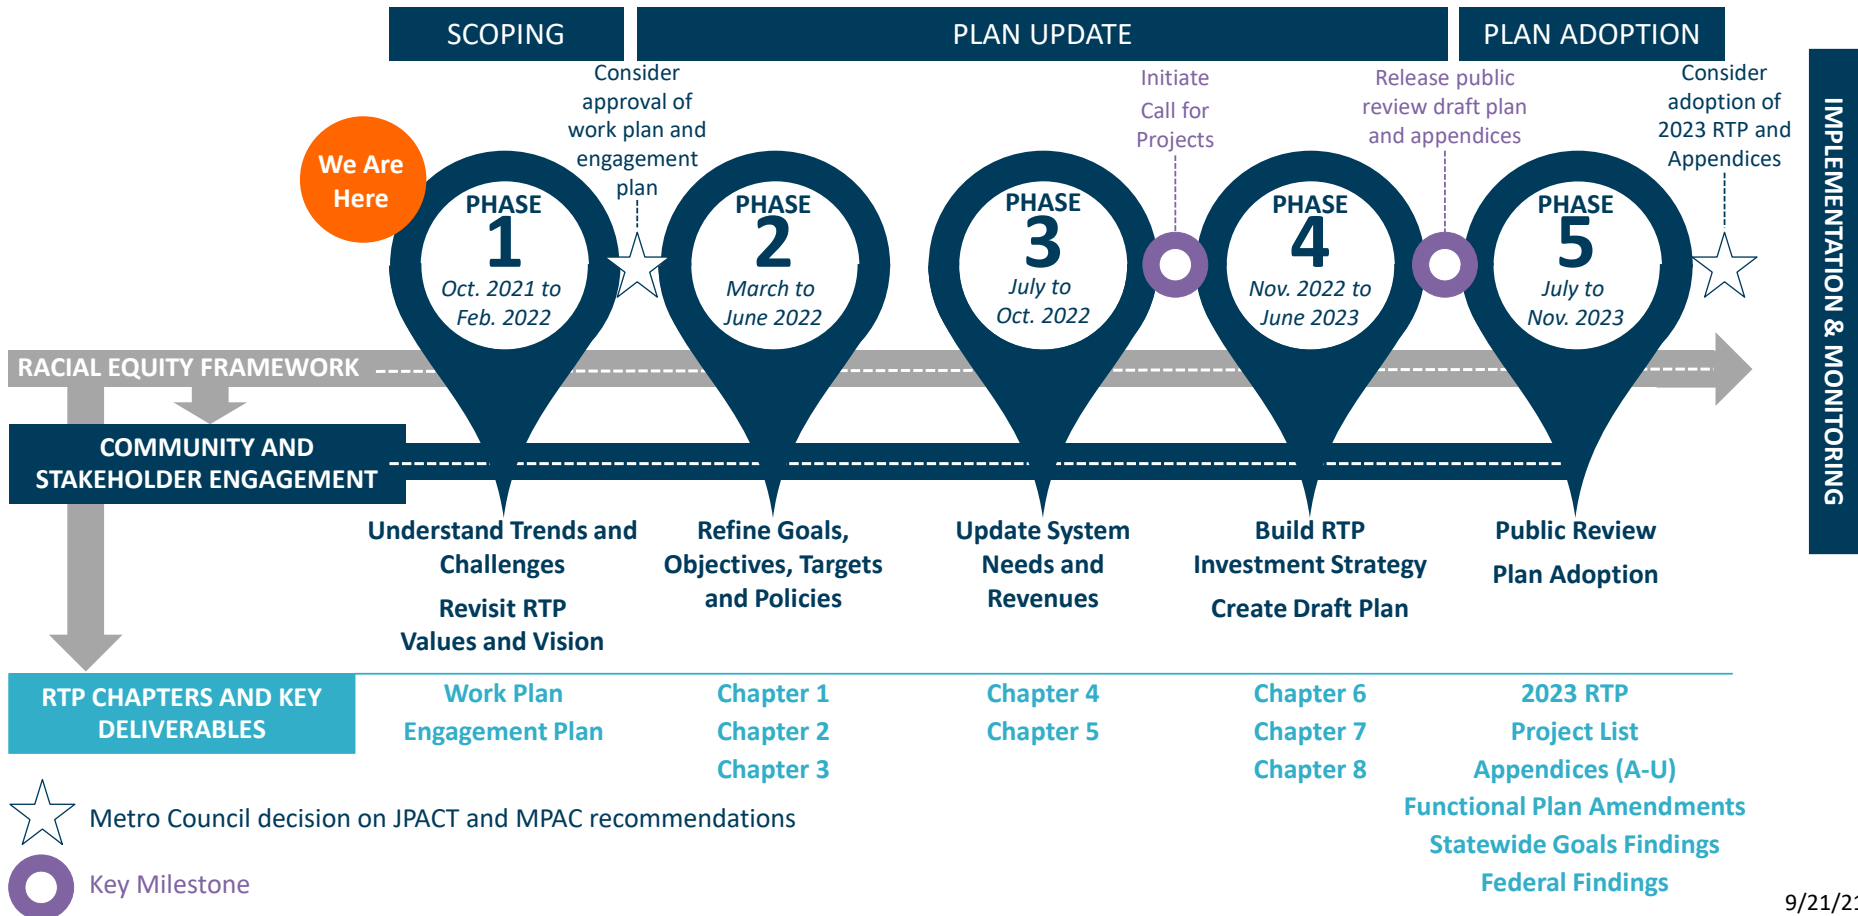 SCOPING
PLAN UPDATE
PLAN ADOPTION
Consider
approval of
work plan and
engagement
plan
Initiate
Call for
Projects
Release public
review draft plan
and appendices
Consider
adoption of
2023 RTP and
Appendices
IMPLEMENTATION & MONITORING
We Are
Here
PHASE
1
Oct. 2021 to
Feb. 2022
PHASE
2
March to
June 2022
PHASE
3
July to
Oct. 2022
PHASE
4
Nov. 2022 to
June 2023
PHASE
5
July to
Nov. 2023
RACIAL EQUITY FRAMEWORK
COMMUNITY AND
STAKEHOLDER ENGAGEMENT
Understand Trends and
Challenges
Revisit RTP
Values and Vision
Refine Goals,
Objectives, Targets
and Policies
Update System
Needs and
Revenues
Build RTP
Investment Strategy
Create Draft Plan
Public Review
Plan Adoption
RTP CHAPTERS AND KEY
DELIVERABLES
Work Plan
Engagement Plan
Chapter 1
Chapter 2
Chapter 3
Chapter 4
Chapter 5
Chapter 6
Chapter 7
Chapter 8
2023 RTP
Project List
Appendices (A-U)
Functional Plan Amendments
Statewide Goals Findings
Federal Findings
Metro Council decision on JPACT and MPAC recommendations
Key Milestone
9/21/21